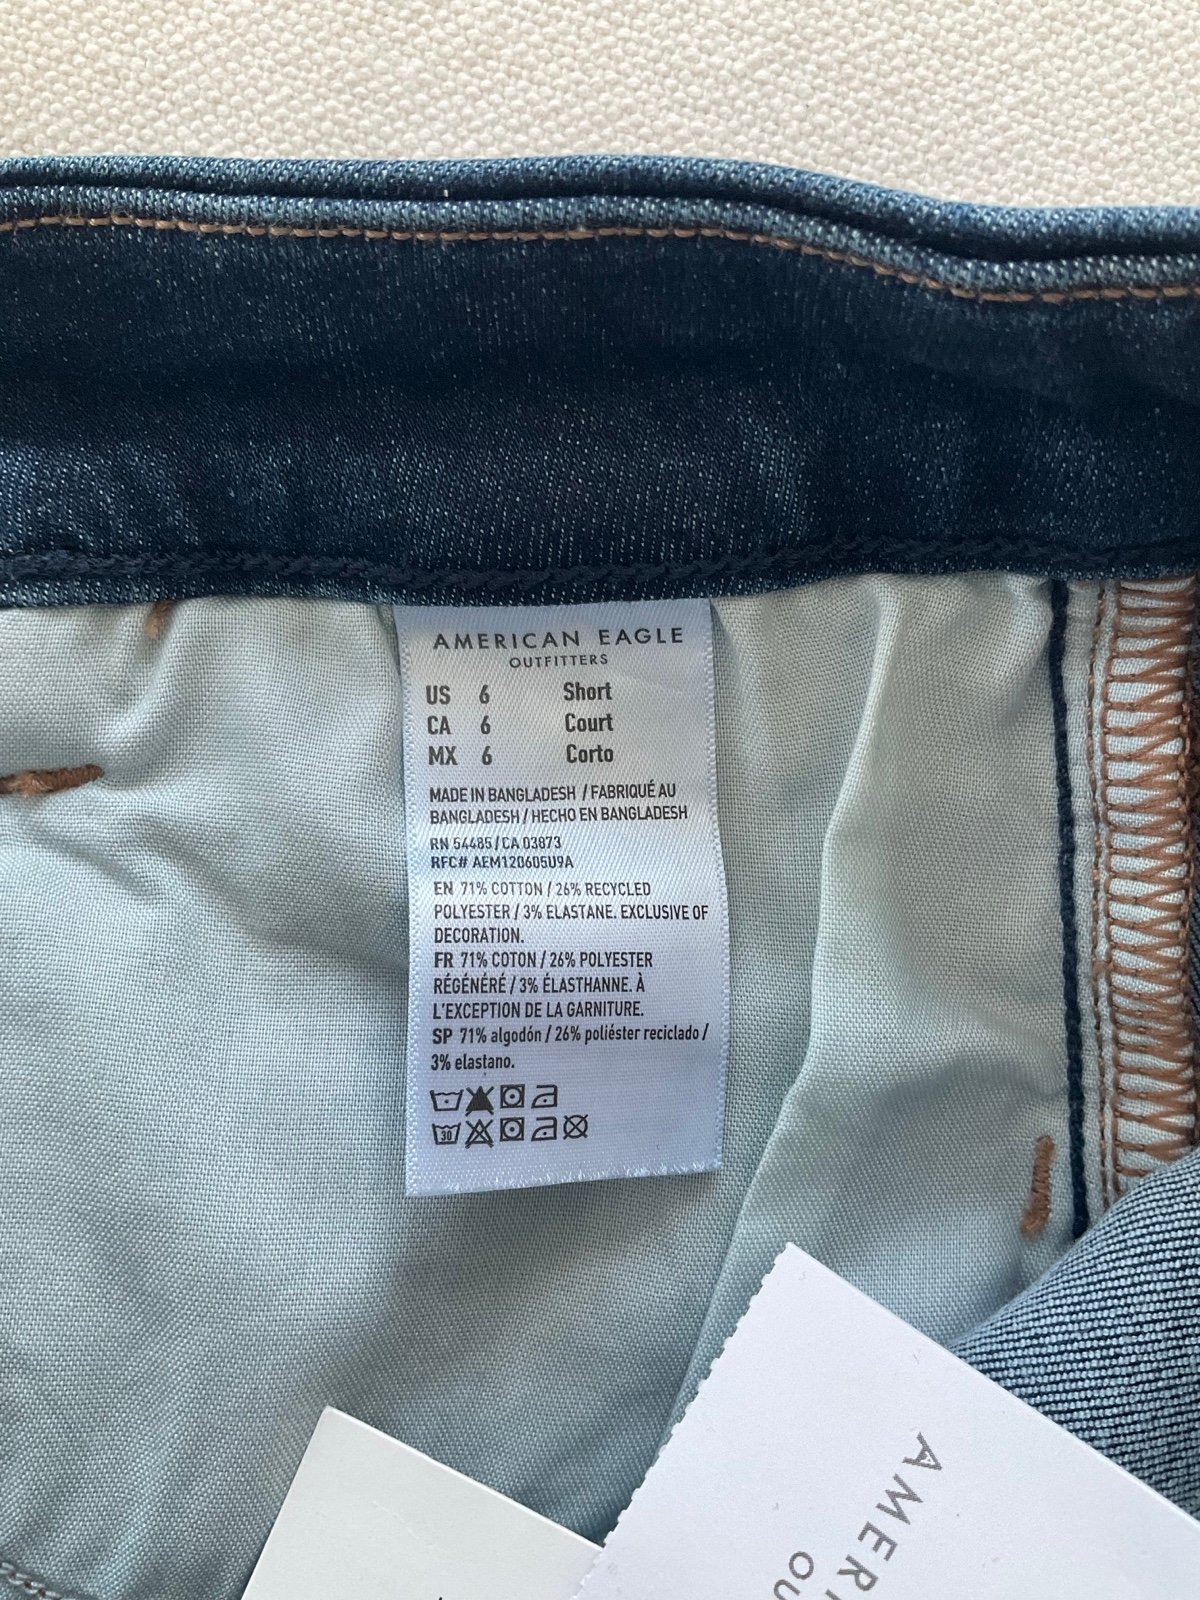 AMERICAN EAGLE
OUTFITTERS
US 6 Short
CA 6 Court
MX 6 Corto
MADE IN BANGLADESH / FABRIQUÉ AU
BANGLADESH / HECHO EN BANGLADESH
RN 54485 / CA 03873
RFC# AEM120605U9A
EN 71% COTTON / 26% RECYCLED
POLYESTER / 3% ELASTANE. EXCLUSIVE OF
DECORATION.
FR 71% COTON / 26% POLYESTER
RÉGÉNÉRÉ / 3% ÉLASTHANNE. À
L'EXCEPTION DE LA GARNITURE.
SP 71% algodón / 26% poliéster reciclado /
3% elastano.
30
AMERI
OU